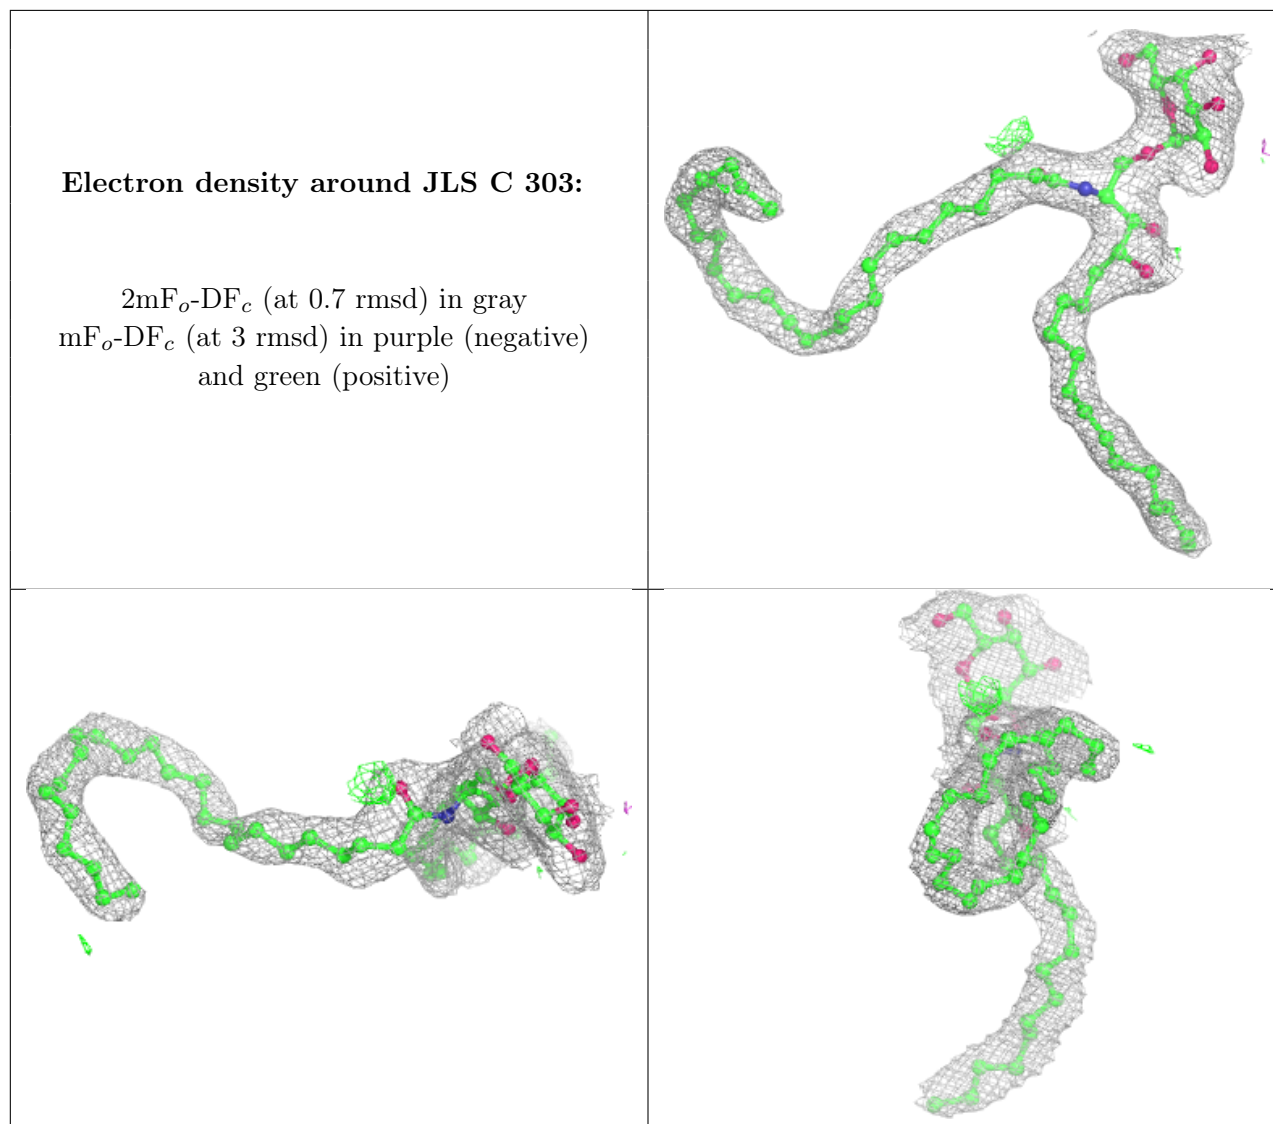 Electron density around JLS C 303:
2mFo-DFc (at 0.7 rmsd) in gray
mFo-DFc (at 3 rmsd) in purple (negative)
and green (positive)